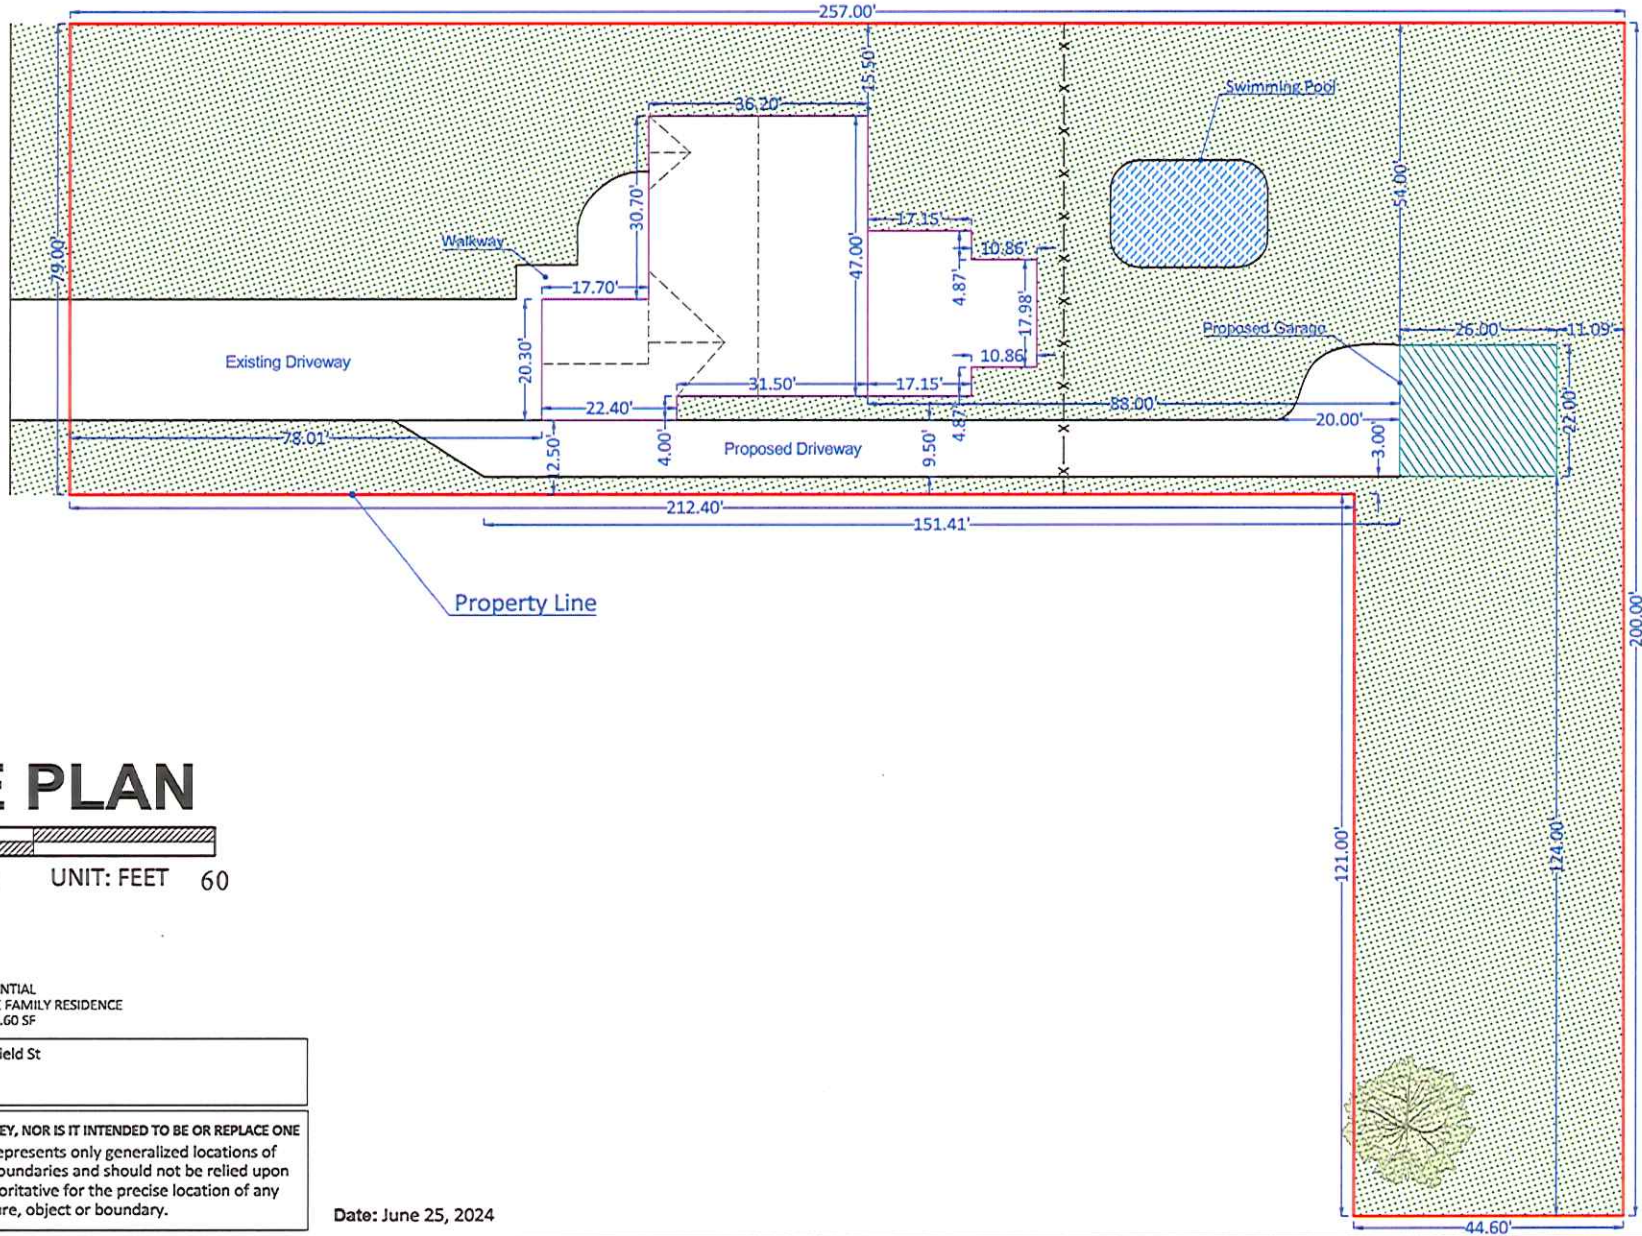 257.00'
15.50'
Swimming Pool
36.20'
54.00'
30.70'
17.15'
Walkway
79.00'
47.00'
10.86'
4.87'
17.70'
17.98'
Proposed Garage
26.00'
11.09'
Existing Driveway
20.30'
10.86'
31.50'
17.15'
22.40'
88.00'
22.00'
20.00'
78.01'
12.50'
4.00'
Proposed Driveway
9.50'
4.87'
3.00'
212.40'
151.41'
Property Line
200.00'
E PLAN
121.00'
124.00'
UNIT: FEET 60
NTIAL
E FAMILY RESIDENCE
.60 SF
ield St
EY, NOR IS IT INTENDED TO BE OR REPLACE ONE
epresents only generalized locations of
oundaries and should not be relied upon
oritative for the precise location of any
ure, object or boundary.
Date: June 25, 2024
44.60'